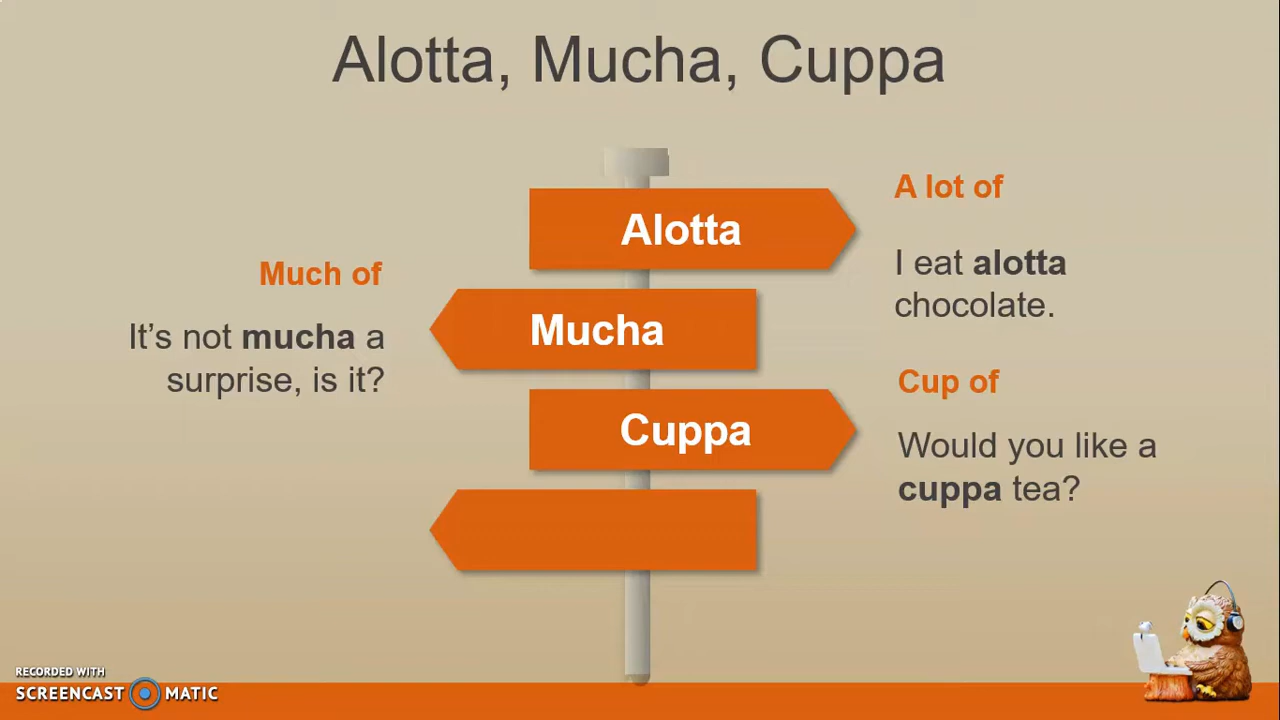 Alotta, Mucha, Cuppa
Alotta
A lot of
I eat alotta
chocolate.
Mucha
Much of
It's not mucha a
surprise, is it?
Cuppa
Cup of
Would you like a
cuppa tea?
RECORDED WITH
SCREENCAST MATIC